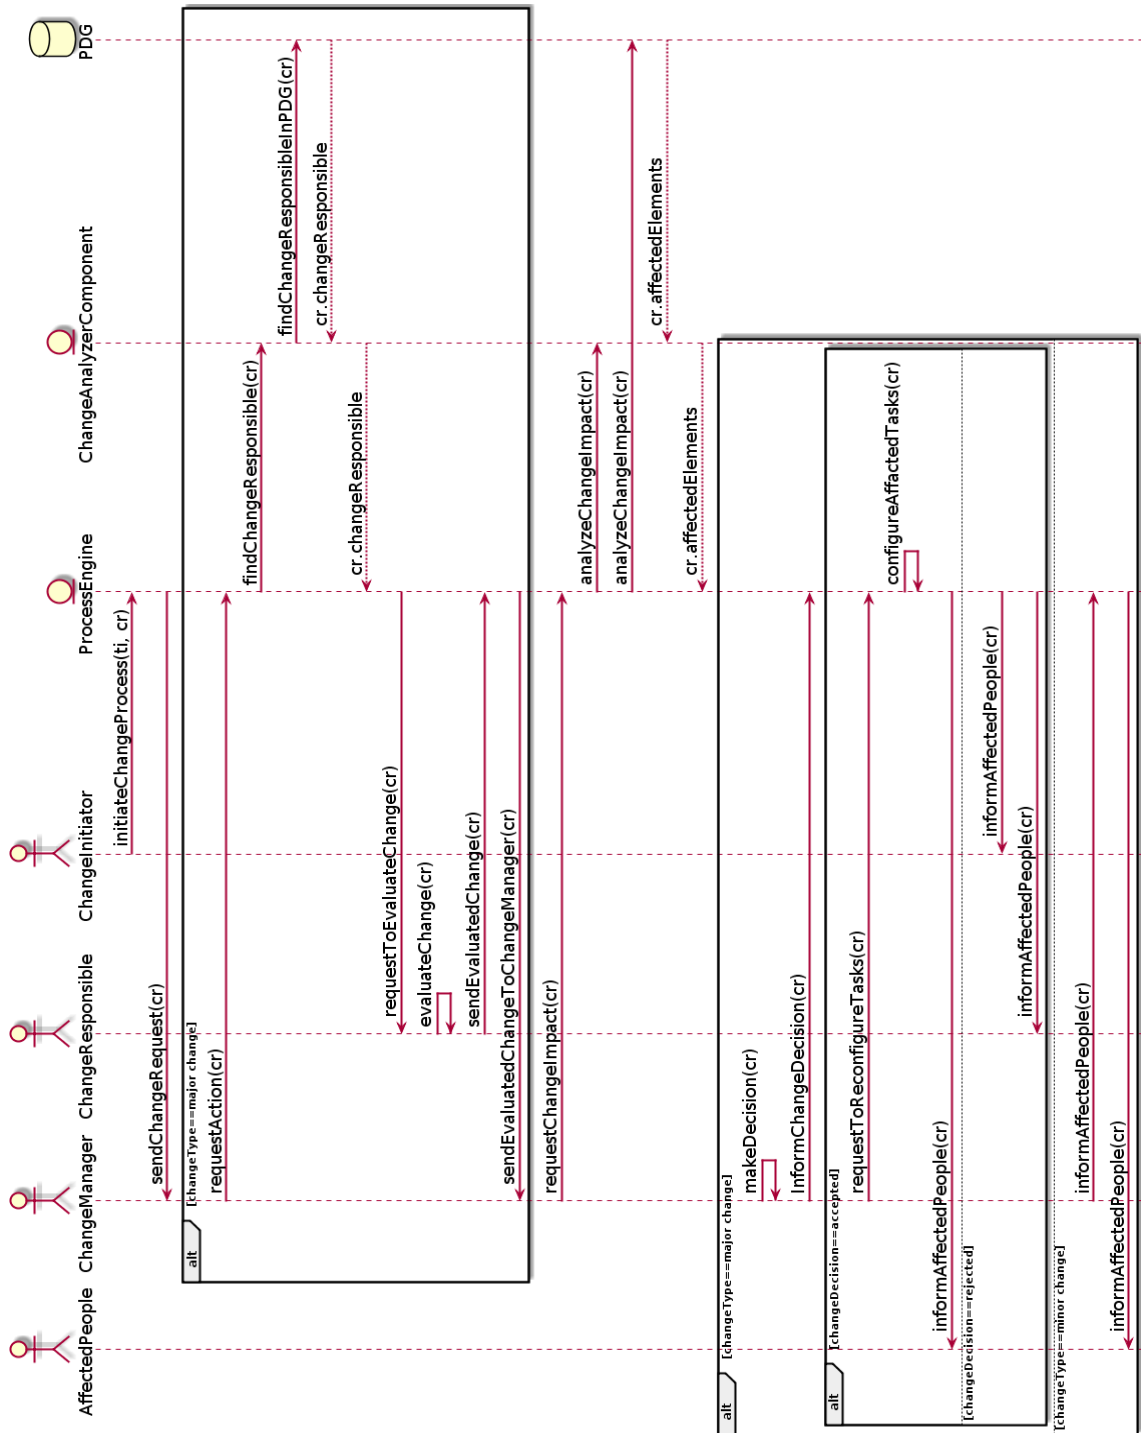 AffectedPeople
ChangeManager
ChangeResponsible
ChangeInitiator
ProcessEngine
ChangeAnalyzerComponent
PDG
initiateChangeProcess(ti, cr)
sendChangeRequest(cr)
alt
[changeType==major change]
requestAction(cr)
findChangeResponsible(cr)
findChangeResponsibleInPDG(cr)
cr.changeResponsible
cr.changeResponsible
requestToEvaluateChange(cr)
evaluateChange(cr)
sendEvaluatedChange(cr)
sendEvaluatedChangeToChangeManager(cr)
requestChangeImpact(cr)
analyzeChangeImpact(cr)
analyzeChangeImpact(cr)
cr.affectedElements
cr.affectedElements
alt
[changeType==major change]
makeDecision(cr)
InformChangeDecision(cr)
alt
[changeDecision==accepted]
requestToReconfigureTasks(cr)
configureAffactedTasks(cr)
informAffectedPeople(cr)
[changeDecision==rejected]
informAffectedPeople(cr)
informAffectedPeople(cr)
[changeType==minor change]
informAffectedPeople(cr)
informAffectedPeople(cr)